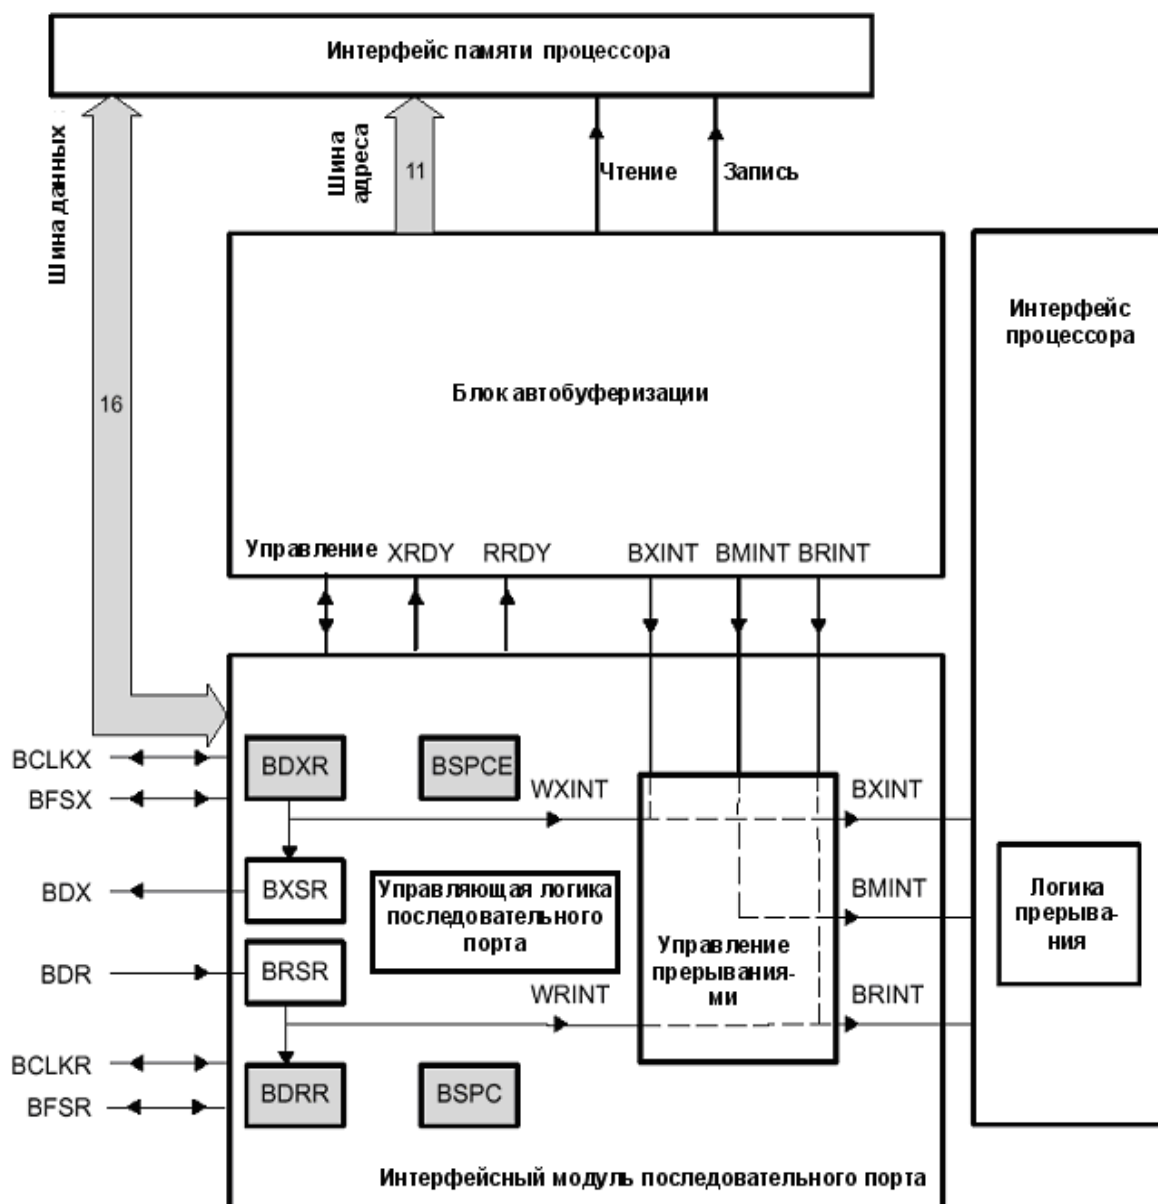 Интерфейс памяти процессора
Шина данных
Шина
адреса
11
Чтение
Запись
16
Блок автобуферизации
Интерфейс
процессора
Управление XRDY RRDY BXINT BMINT BRINT
BCLKX
BFSX
BDX
BDR
BCLKR
BFSR
BDXR
BSPCE
WXINT
BXINT
BXSR
Управляющая логика
последовательного
порта
BMINT
Логика
прерыва-
ния
BRSR
Управление
прерывания-
ми
WRINT
BRINT
BDRR
BSPC
Интерфейсный модуль последовательного порта